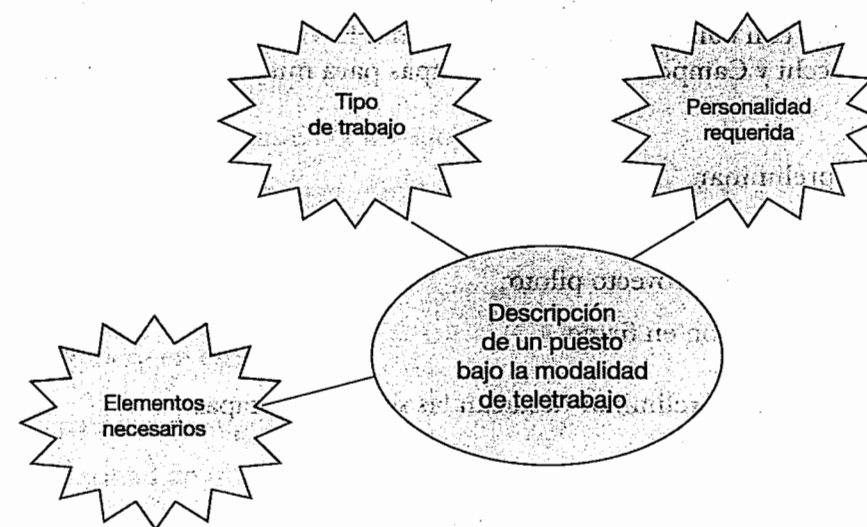 Tipo
de trabajo
Personalidad
requerida
Descripción
de un puesto
bajo la modalidad
de teletrabajo
Elementos
necesarios